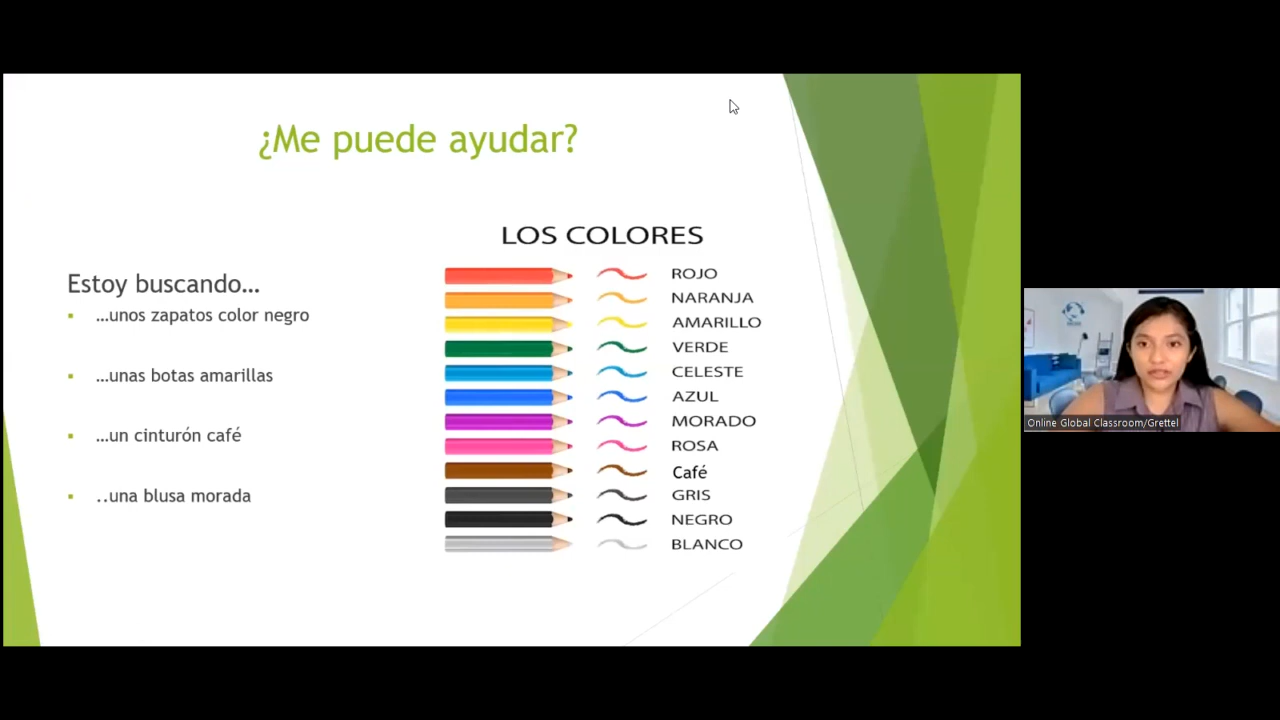 ¿Me puede ayudar?
Estoy buscando…
…unos zapatos color negro
…unas botas amarillas
…un cinturón café
..una blusa morada
LOS COLORES
ROJO
NARANJA
AMARILLO
VERDE
CELESTE
AZUL
MORADO
ROSA
Café
GRIS
NEGRO
BLANCO
Online Global Classroom/Grettel